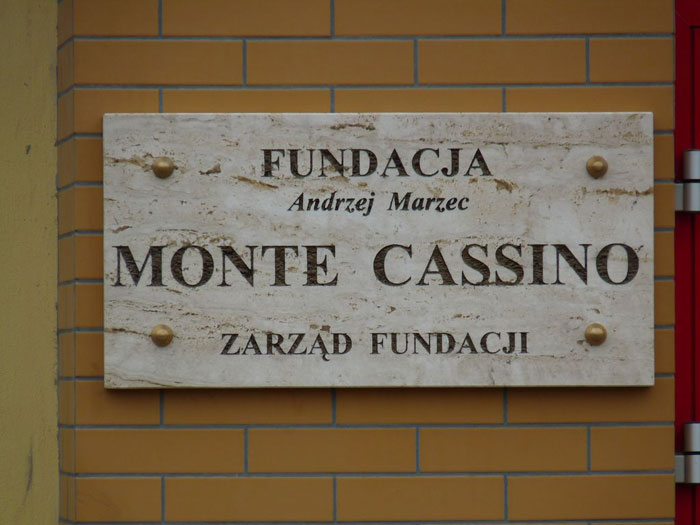 FUNDACJA
Andrzej Marzec
MONTE CASSINO
ZARZĄD FUNDACJI